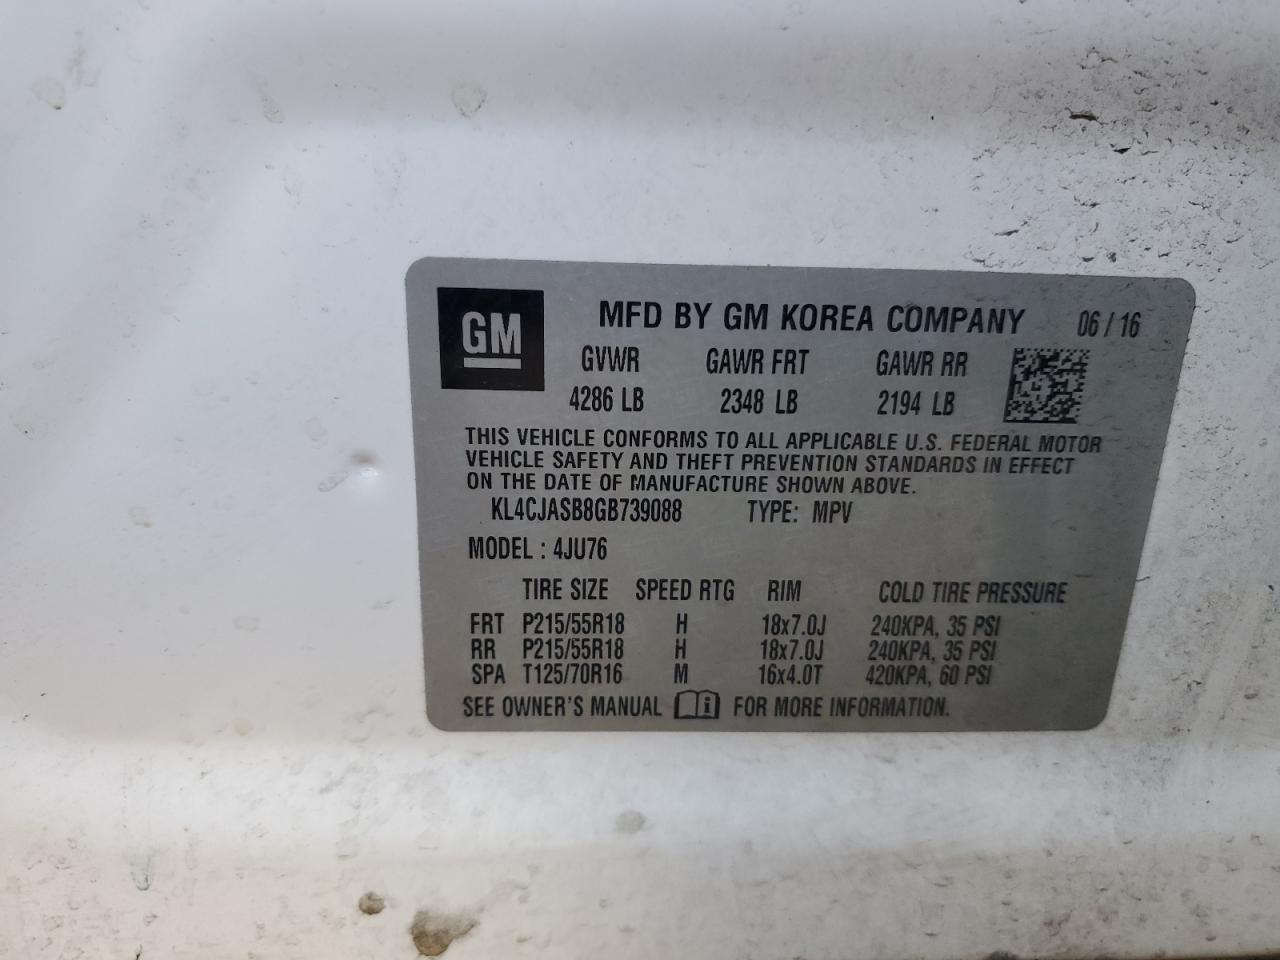 GM
MFD BY GM KOREA COMPANY 06 / 16
GVWR GAWR FRT GAWR RR
4286 LB 2348 LB 2194 LB
THIS VEHICLE CONFORMS TO ALL APPLICABLE U.S. FEDERAL MOTOR
VEHICLE SAFETY AND THEFT PREVENTION STANDARDS IN EFFECT
ON THE DATE OF MANUFACTURE SHOWN ABOVE.
KL4CJASB8GB739088 TYPE: MPV
MODEL : 4JU76
TIRE SIZE SPEED RTG RIM COLD TIRE PRESSURE
FRT P215/55R18 H 18x7.0J 240KPA, 35 PSI
RR P215/55R18 H 18x7.0J 240KPA, 35 PSI
SPA T125/70R16 M 16x4.0T 420KPA, 60 PSI
SEE OWNER'S MANUAL i FOR MORE INFORMATION.